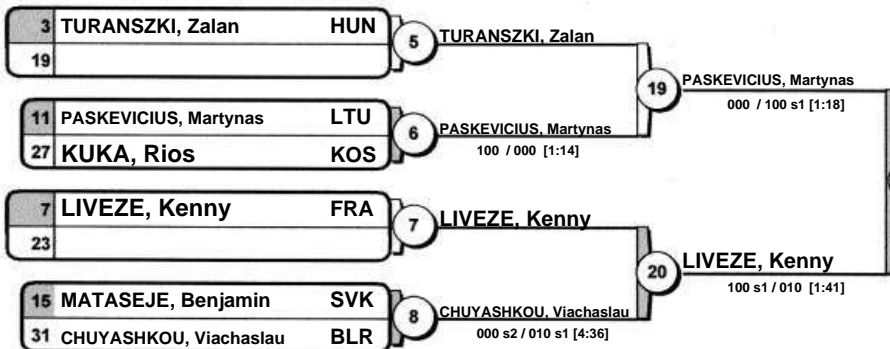 3 TURANSZKI, Zalan HUN
19
5
TURANSZKI, Zalan
11 PASKEVICIUS, Martynas LTU
27 KUKA, Rios KOS
6
PASKEVICIUS, Martynas
100 / 000 [1:14]
19
PASKEVICIUS, Martynas
000 / 100 s1 [1:18]
7 LIVEZE, Kenny FRA
23
7
LIVEZE, Kenny
15 MATASEJE, Benjamin SVK
31 CHUYASHKOU, Viachaslau BLR
8
CHUYASHKOU, Viachaslau
000 s2 / 010 s1 [4:36]
20
LIVEZE, Kenny
100 s1 / 010 [1:41]